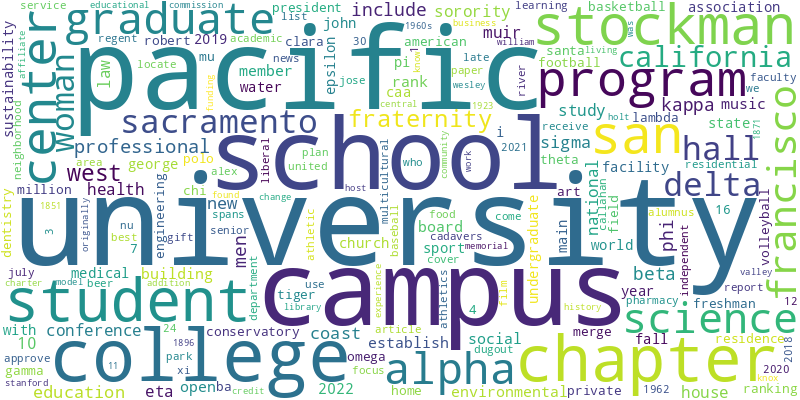 service
educational
commission
president
list
1960s
business
learning
association
affiliate
regent
graduate
academic
robert
2019
clara
john
30
include
sorority
american
news
william
basketball
stockman
california
neighborhood
sustainability
center
woman
pacific
mu
law
locate
member
water
epsilon
pi
rank
caa
muir
jose
late
paper
central
wesley
know
1923
funding
river
program
santa
living
was
football
we
faculty
study
kappa
music
holt
lambda
state
1871
sacramento
fraternity
professional
west
area
million
health
george
polo
alex
chi
engineering
school
liberal
plan
united
multicultural
who
2021
community
work
i
sigma
theta
san
hall
facility
national
callahan
field
residential
francisco
receive
art
delta
dentistry
1851
3
originally
nu
new
spans
found
best
7
gift
senior
university
men
church
host
athletic
baseball
board
sport
food
cadavers
cover
memorial
come
undergraduate
main
world
beta
phi
alumnus
16
independent
volleyball
july
charter
model
medical
beer
building
addition
department
change
tiger
use
library
campus
experience
athletics
film
4
history
year
pharmacy
report
valley
12
freshman
student
with
10
conference
24
1896
conservatory
coast
article
establish
social
dugout
merge
fall
science
residence
2018
approve
gamma
stanford
college
11
park
xi
omega
focus
alpha
chapter
2020
knox
ranking
education
eta
open
ba
credit
2022
home
environmental
private
1962
house